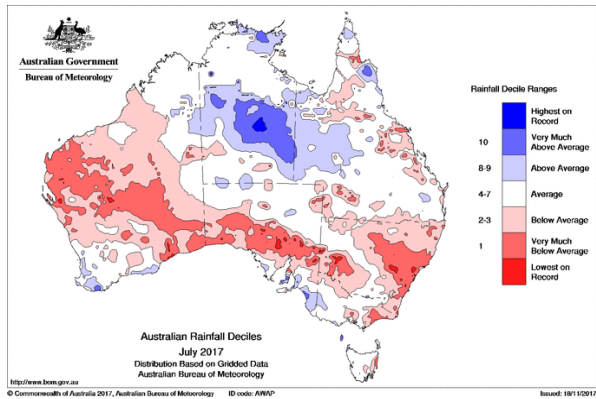 Australian Government
Bureau of Meteorology
Rainfall Decile Ranges
Highest on
Record
10
Very Much
Above Average
8-9
Above Average
4-7
Average
2-3
Below Average
1
Very Much
Below Average
Lowest on
Record
Australian Rainfall Deciles
July 2017
Distribution Based on Gridded Data
Australian Bureau of Meteorology
http://www.bom.gov.au
© Commonwealth of Australia 2017, Australian Bureau of Meteorology
ID code: AWAP
Issued: 18/11/2017